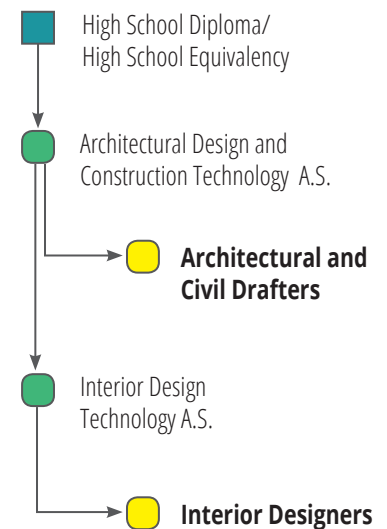 High School Diploma/
High School Equivalency
Architectural Design and
Construction Technology A.S.
Architectural and
Civil Drafters
Interior Design
Technology A.S.
Interior Designers